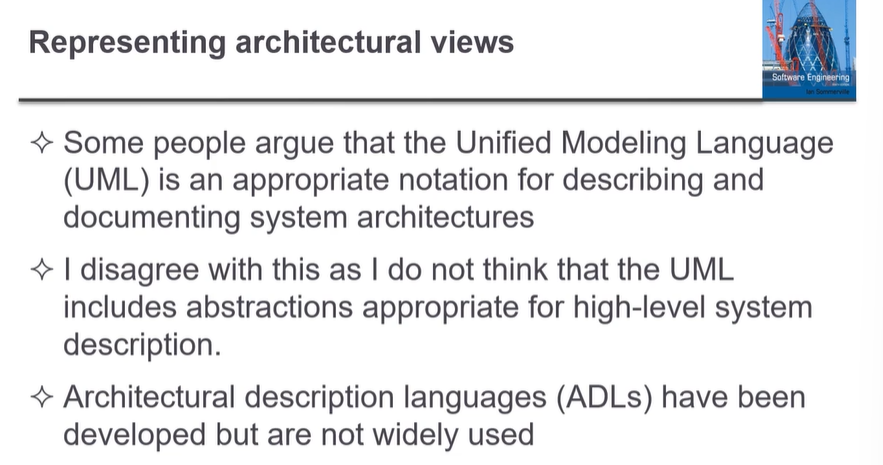 Representing architectural views
Software Engineering
Ian Sommerville
✧ Some people argue that the Unified Modeling Language
(UML) is an appropriate notation for describing and
documenting system architectures
✧ I disagree with this as I do not think that the UML
includes abstractions appropriate for high-level system
description.
✧ Architectural description languages (ADLs) have been
developed but are not widely used